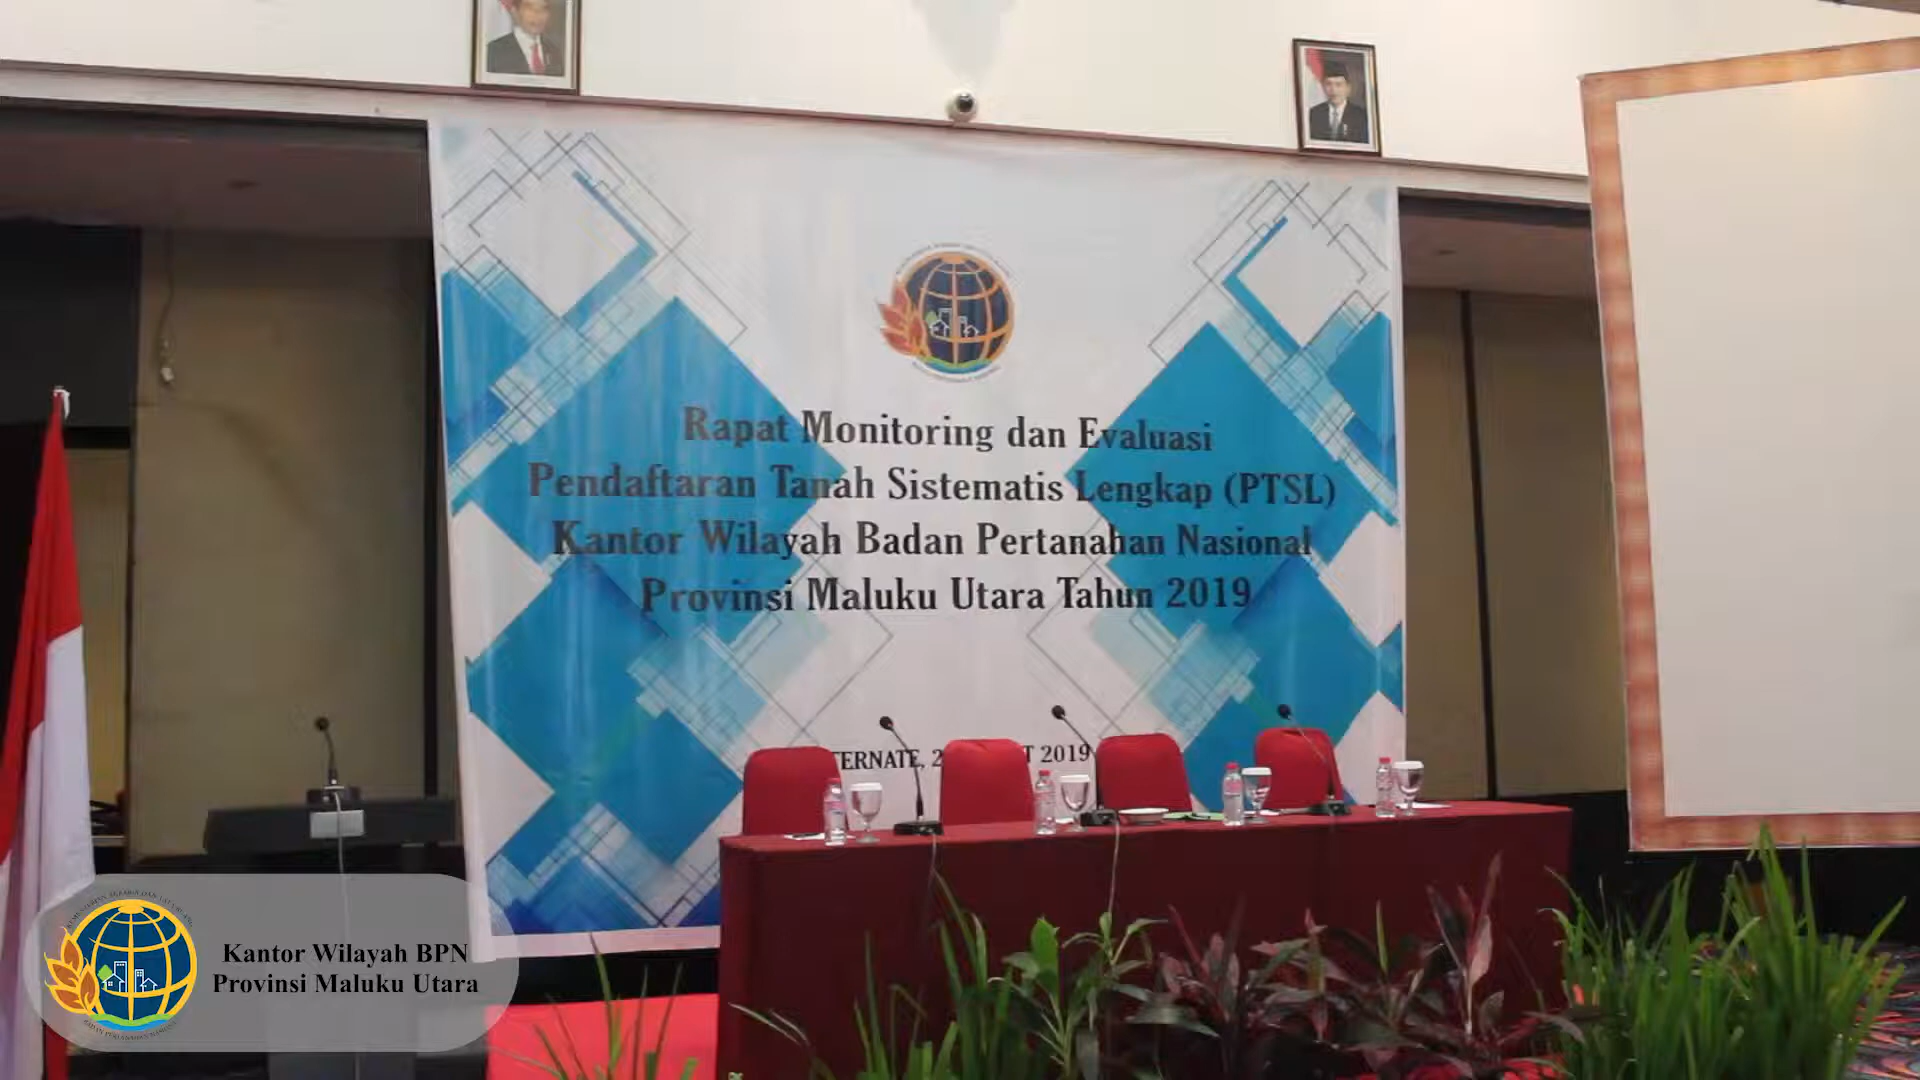 Rapat Monitoring dan Evaluasi
Pendaftaran Tanah Sistematis Lengkap (PTSL)
Kantor Wilayah Badan Pertanahan Nasional
Provinsi Maluku Utara Tahun 2019
2019
Kantor Wilayah BPN
Provinsi Maluku Utara